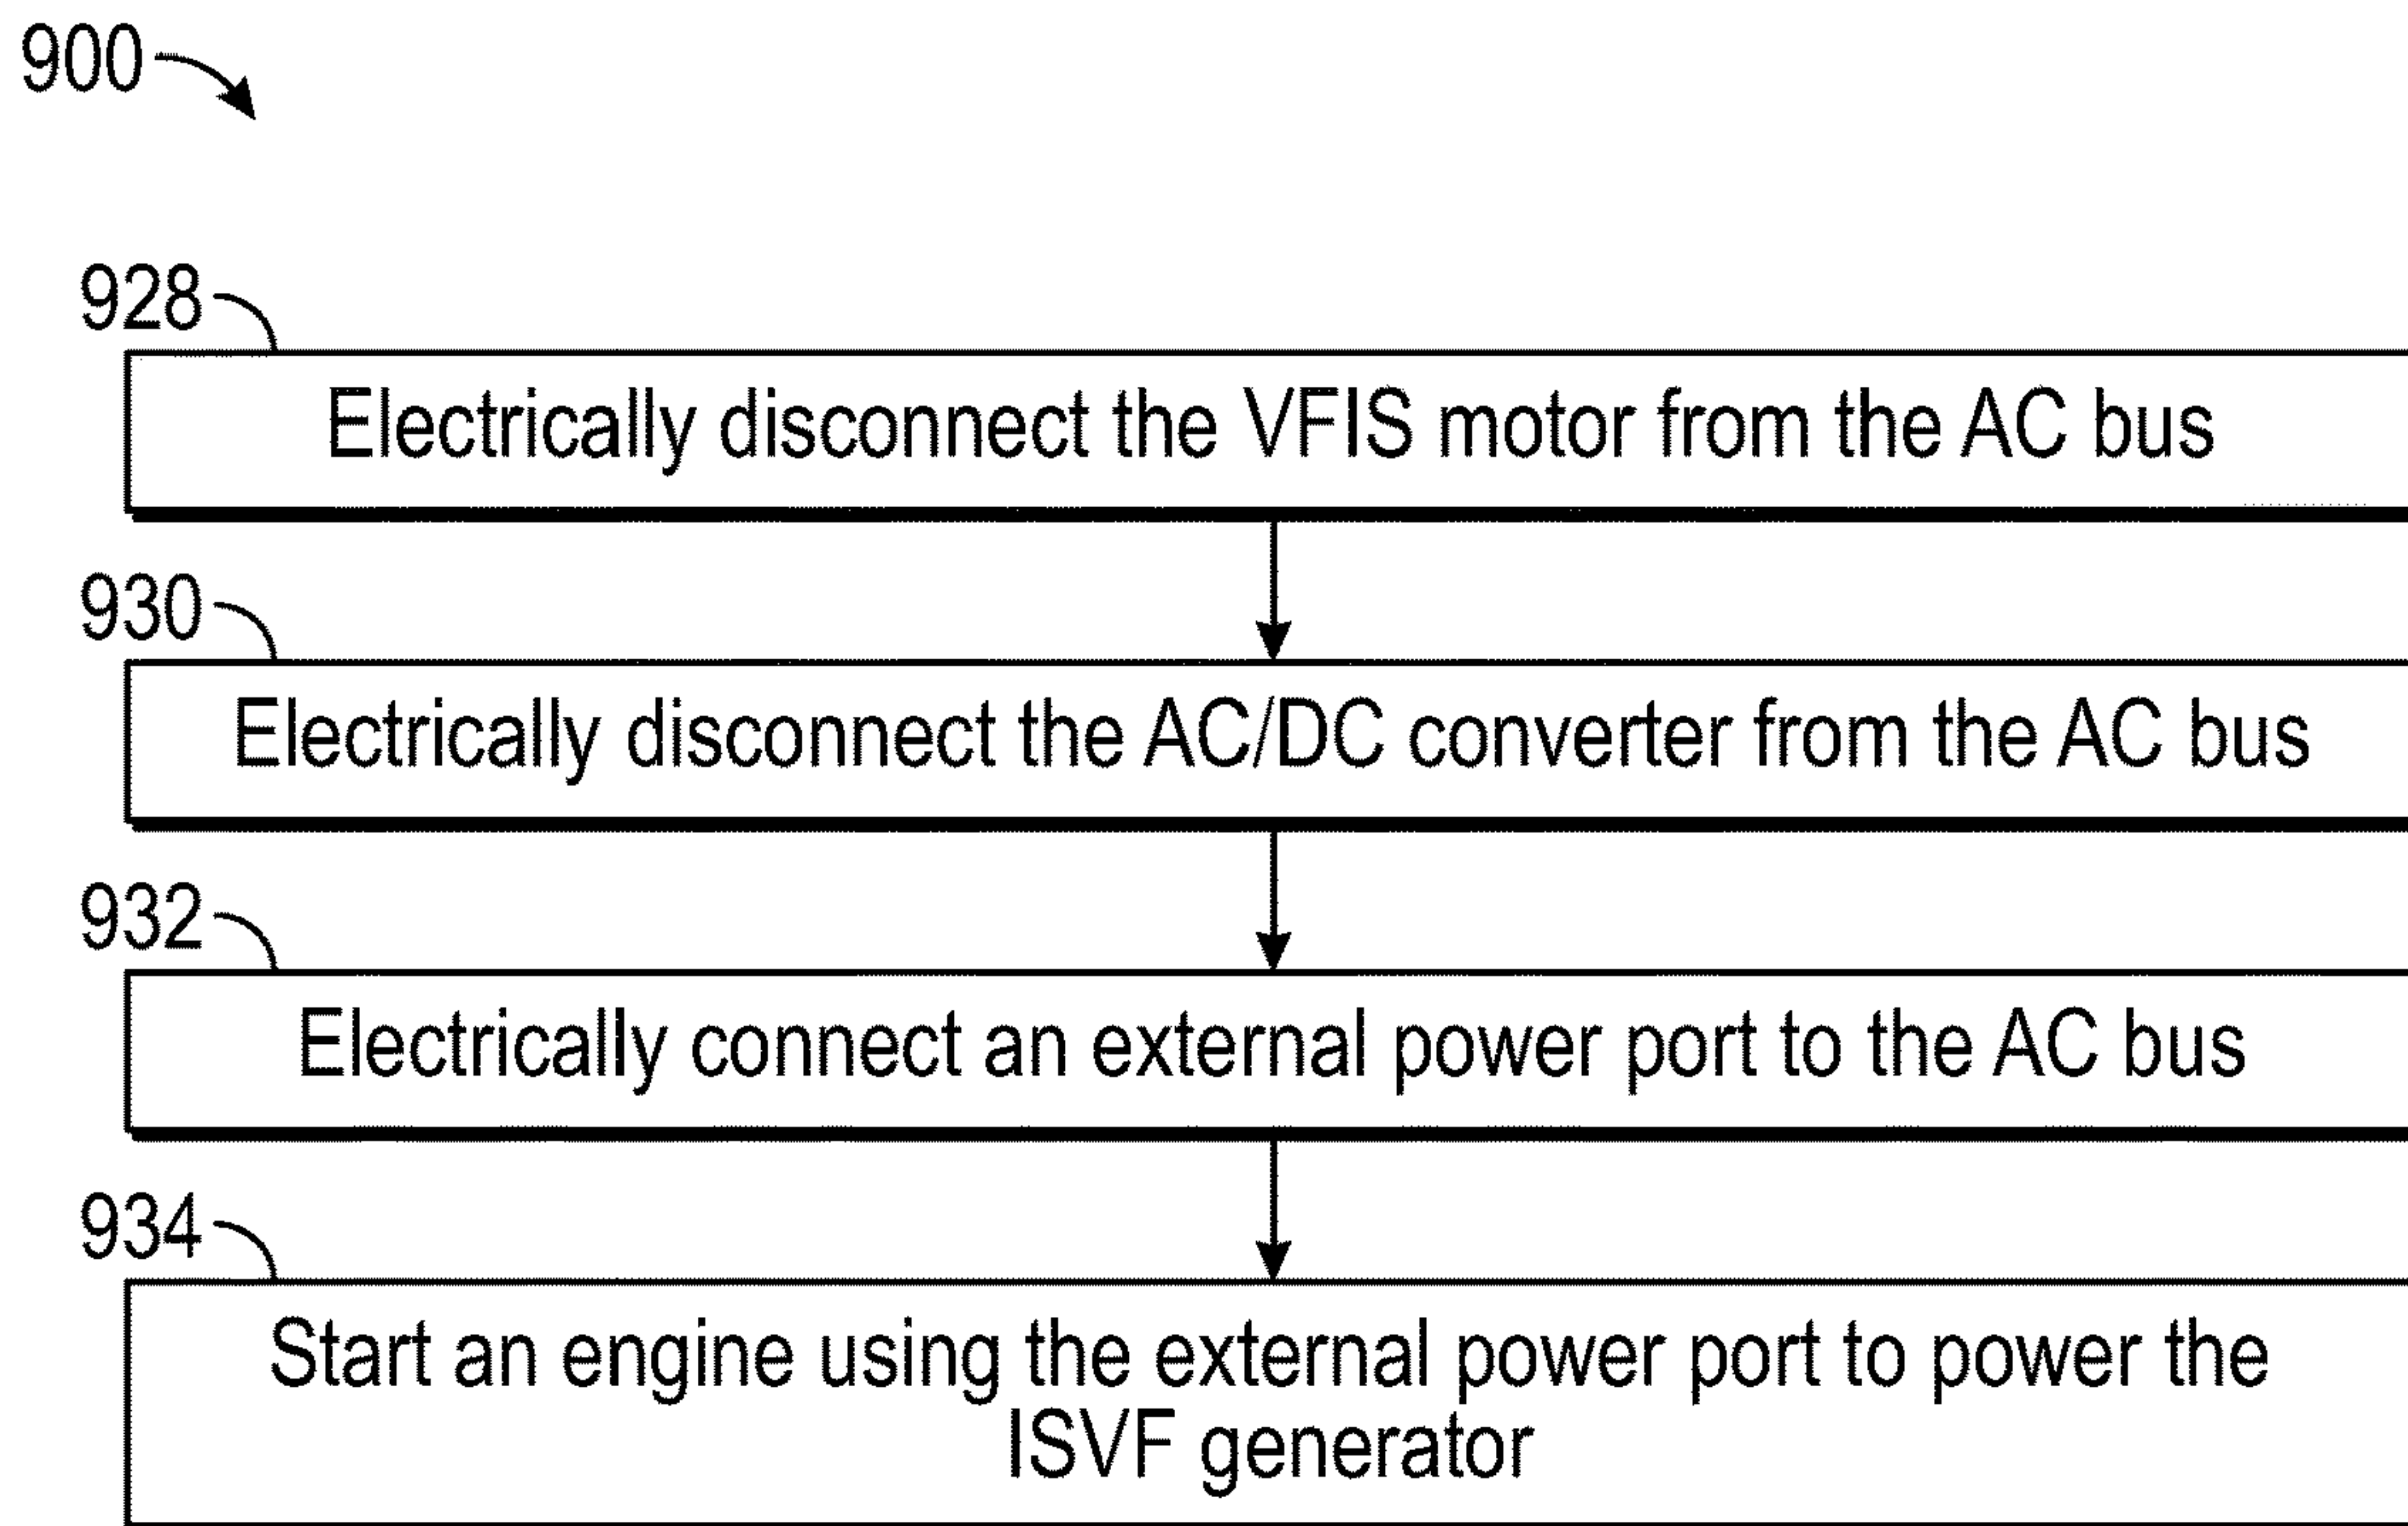 900
928
Electrically disconnect the VFIS motor from the AC bus
930
Electrically disconnect the AC/DC converter from the AC bus
932
Electrically connect an external power port to the AC bus
934
Start an engine using the external power port to power the
ISVF generator